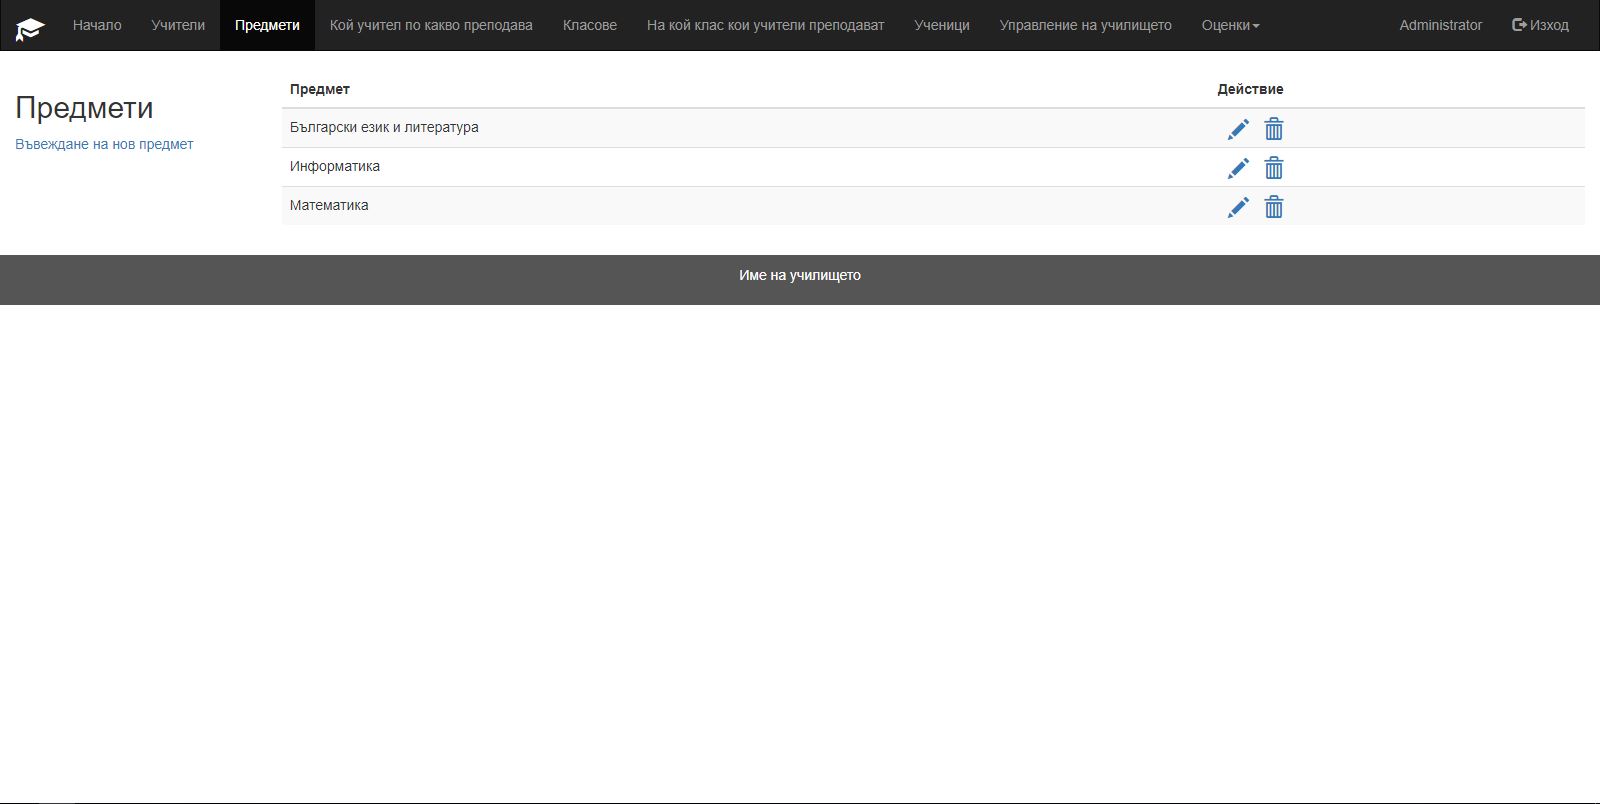 Начало Учители Предмети Кой учител по какво преподава Класове На кой клас кои учители преподават Ученици Управление на училището Оценки Administrator Изход
Предмети
Въвеждане на нов предмет
Предмет Действие
Български език и литература
Информатика
Математика
Име на училището